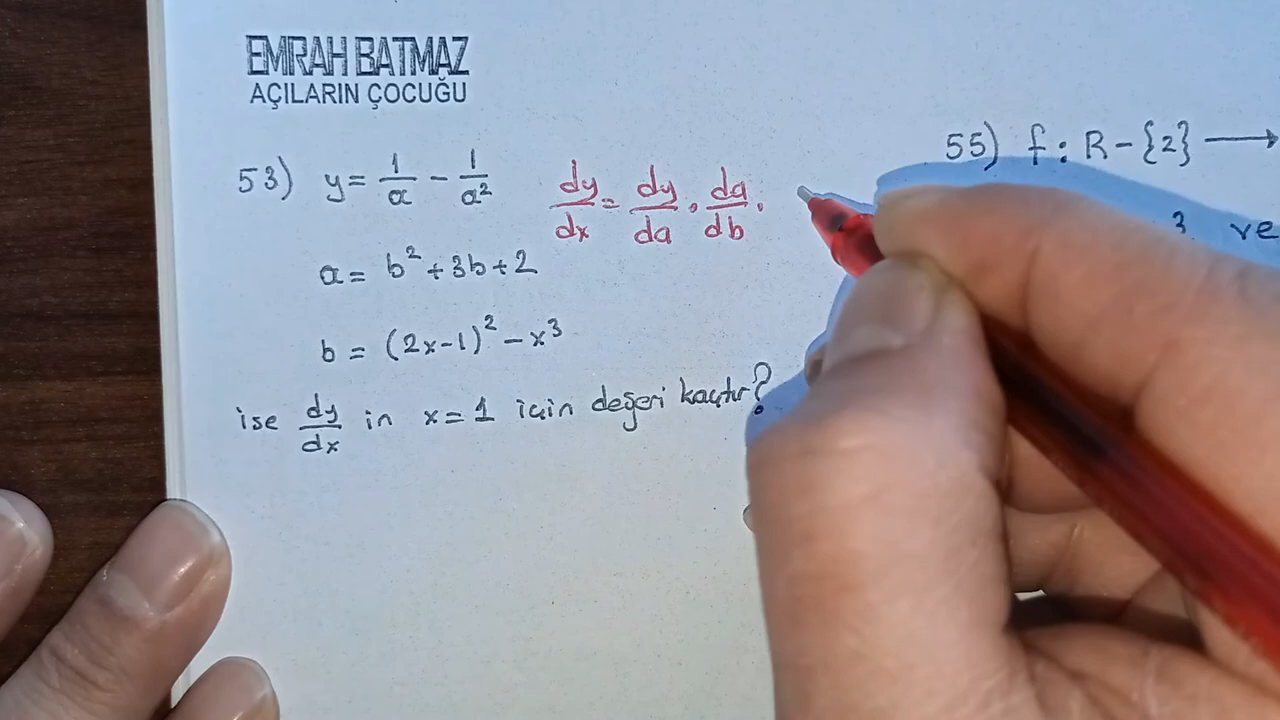 EMRAH BATMAZ
AÇILARIN ÇOCUĞU
53) y = 1/a - 1/a²
dy/dx = dy/da . da/db .
a = b² + 3b + 2
b = (2x-1)² - x³
ise dy/dx in x = 1 için değeri kaçtır?
55) f : R - {2} →
3 ve